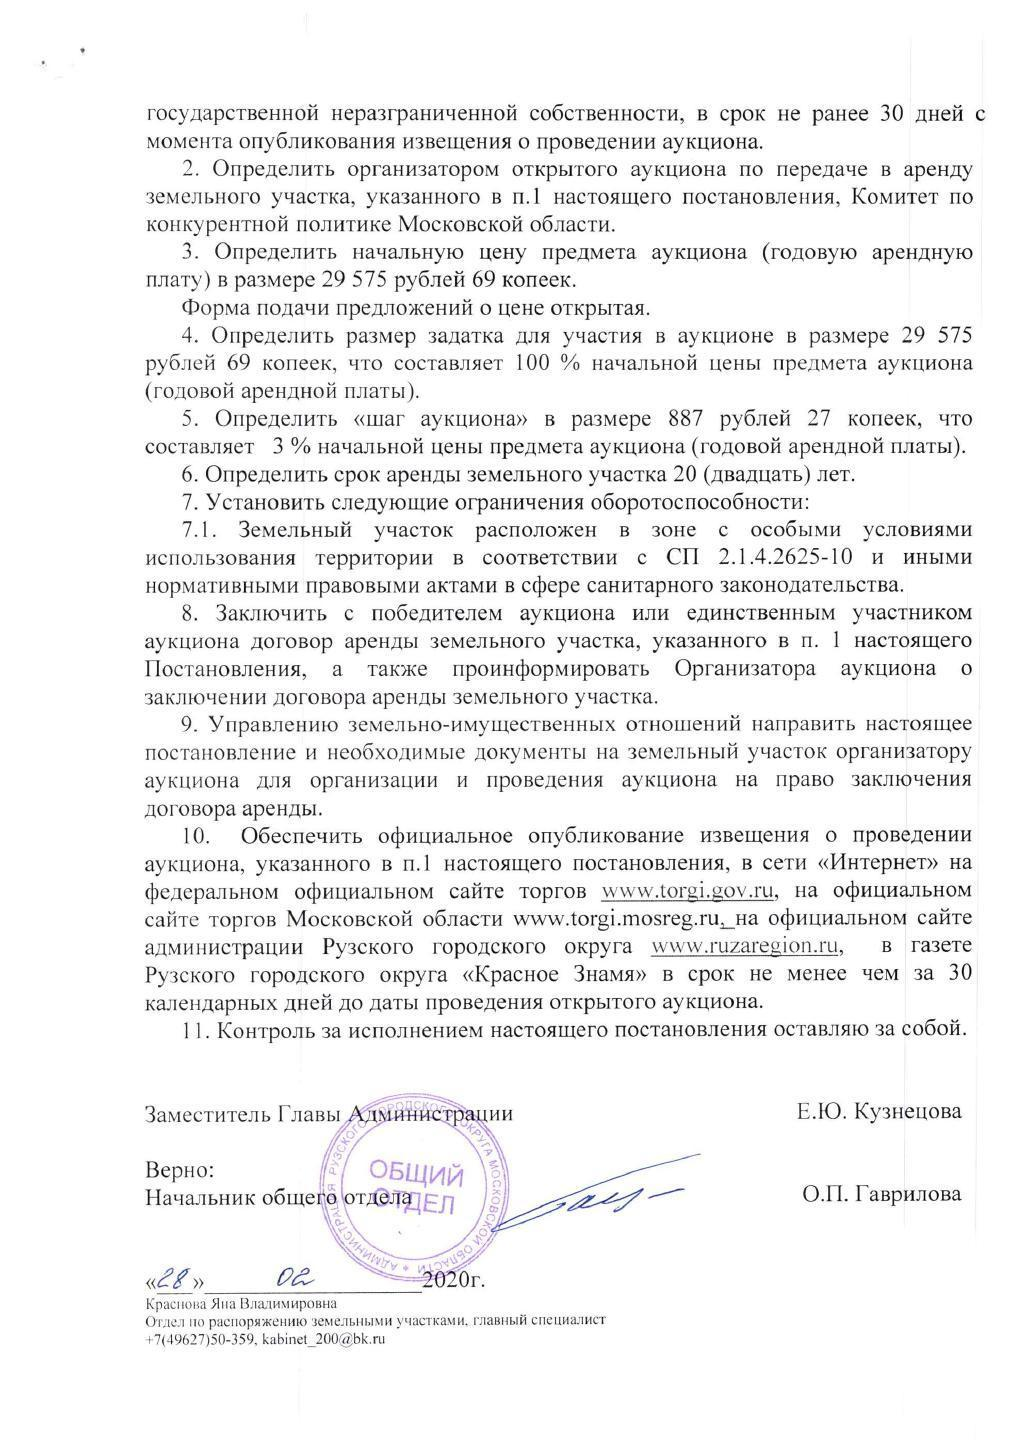 государственной неразграниченной собственности, в срок не ранее 30 дней с
момента опубликования извещения о проведении аукциона.
2. Определить организатором открытого аукциона по передаче в аренду
земельного участка, указанного в п.1 настоящего постановления, Комитет по
конкурентной политике Московской области.
3. Определить начальную цену предмета аукциона (годовую арендную
плату) в размере 29 575 рублей 69 копеек.
Форма подачи предложений о цене открытая.
4. Определить размер задатка для участия в аукционе в размере 29 575
рублей 69 копеек, что составляет 100 % начальной цены предмета аукциона
(годовой арендной платы).
5. Определить «шаг аукциона» в размере 887 рублей 27 копеек, что
составляет 3 % начальной цены предмета аукциона (годовой арендной платы).
6. Определить срок аренды земельного участка 20 (двадцать) лет.
7. Установить следующие ограничения оборотоспособности:
7.1. Земельный участок расположен в зоне с особыми условиями
использования территории в соответствии с СП 2.1.4.2625-10 и иными
нормативными правовыми актами в сфере санитарного законодательства.
8. Заключить с победителем аукциона или единственным участником
аукциона договор аренды земельного участка, указанного в п. 1 настоящего
Постановления, а также проинформировать Организатора аукциона о
заключении договора аренды земельного участка.
9. Управлению земельно-имущественных отношений направить настоящее
постановление и необходимые документы на земельный участок организатору
аукциона для организации и проведения аукциона на право заключения
договора аренды.
10. Обеспечить официальное опубликование извещения о проведении
аукциона, указанного в п.1 настоящего постановления, в сети «Интернет» на
федеральном официальном сайте торгов www.torgi.gov.ru, на официальном
сайте торгов Московской области www.torgi.mosreg.ru, на официальном сайте
администрации Рузского городского округа www.ruzaregion.ru, в газете
Рузского городского округа «Красное Знамя» в срок не менее чем за 30
календарных дней до даты проведения открытого аукциона.
11. Контроль за исполнением настоящего постановления оставляю за собой.
Заместитель Главы Администрации Е.Ю. Кузнецова
Верно:
Начальник общего отдела О.П. Гаврилова
АДМИНИСТРАЦИЯ РУЗСКОГО ГОРОДСКОГО ОКРУГА МОСКОВСКОЙ ОБЛАСТИ
ОБЩИЙ
ОТДЕЛ
«28» 02 2020г.
Краснова Яна Владимировна
Отдел по распоряжению земельными участками, главный специалист
+7(49627)50-359, kabinet_200@bk.ru